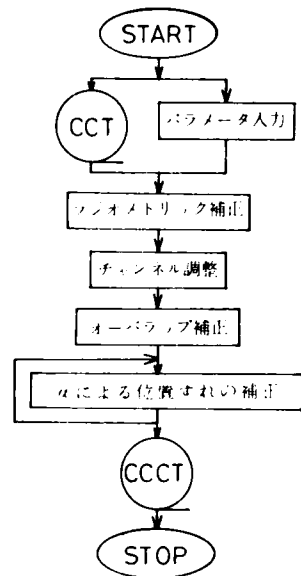 START
CCT
パラメータ入力
ラジオメトリック補正
チャンネル調整
オーバラップ補正
αによる位置ずれの補正
CCCT
STOP